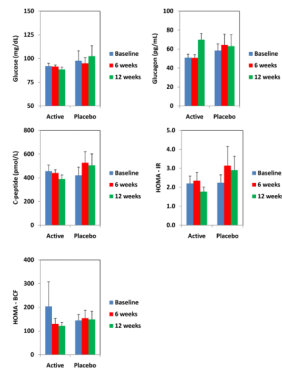 Glucose (mg/dL)
150
125
100
75
50
Active Placebo
Baseline
6 weeks
12 weeks
Glucagon (pg/mL)
100
80
60
40
20
0
Active Placebo
Baseline
6 weeks
12 weeks
C-peptide (pmol/L)
800
600
400
200
0
Active Placebo
Baseline
6 weeks
12 weeks
HOMA - IR
5.0
4.0
3.0
2.0
1.0
0.0
Active Placebo
Baseline
6 weeks
12 weeks
HOMA - BCF
400
300
200
100
0
Active Placebo
Baseline
6 weeks
12 weeks